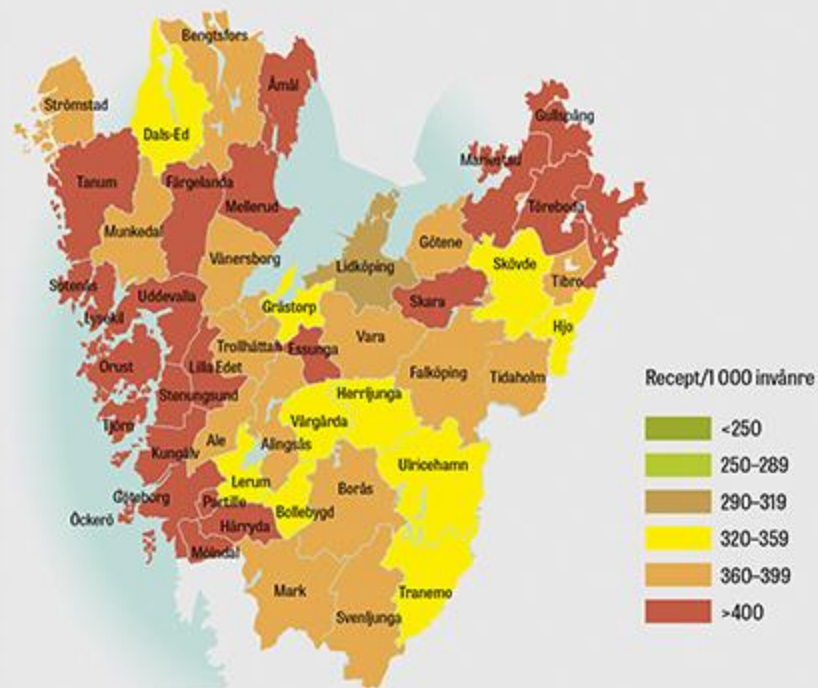 Bengtsfors
Åmål
Strömstad
Dals-Ed
Gullspång
Mariestad
Tanum
Färgelanda
Mellerud
Töreboda
Munkedal
Götene
Vänersborg
Lidköping
Skövde
Tibro
Sotenäs
Uddevalla
Skara
Grästorp
Lysekil
Hjo
Vara
Trollhättan
Essunga
Orust
Lilla Edet
Falköping
Tidaholm
Stenungsund
Herrljunga
Vårgårda
Tjörn
Ale
Alingsås
Kungälv
Ulricehamn
Lerum
Borås
Göteborg
Partille
Bollebygd
Öckerö
Härryda
Mölndal
Mark
Tranemo
Svenljunga
Recept/1 000 invånre
<250
250–289
290–319
320–359
360–399
>400